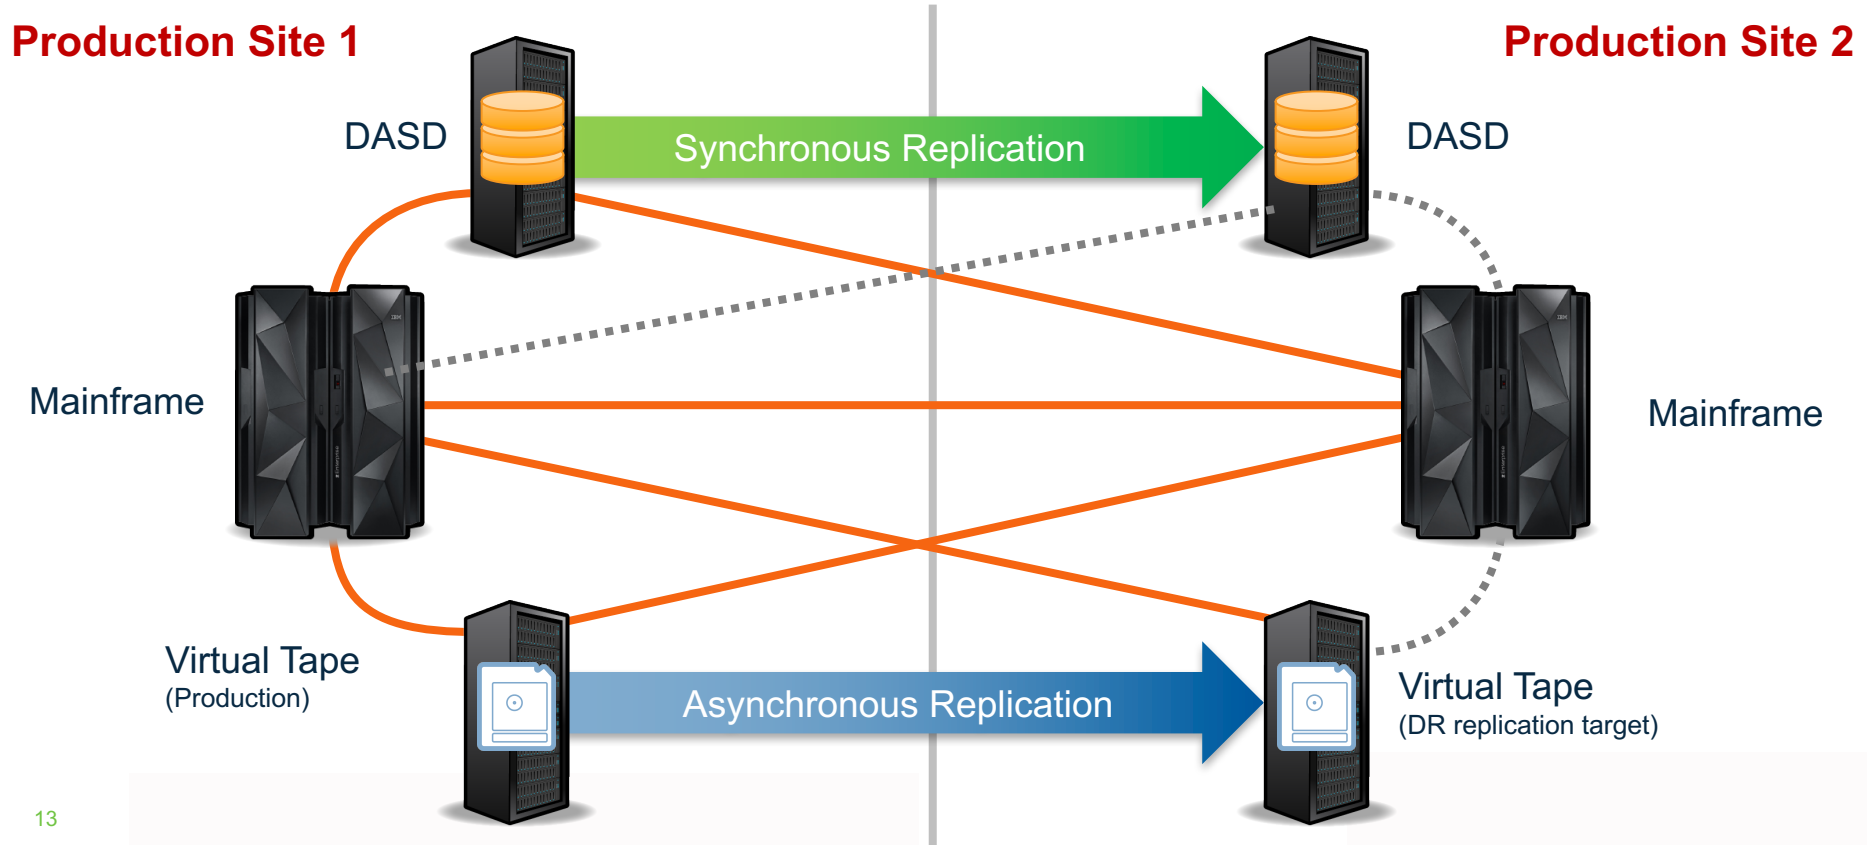 Production Site 1
Production Site 2
DASD
Synchronous Replication
DASD
Mainframe
Mainframe
Virtual Tape
(Production)
Asynchronous Replication
Virtual Tape
(DR replication target)
13